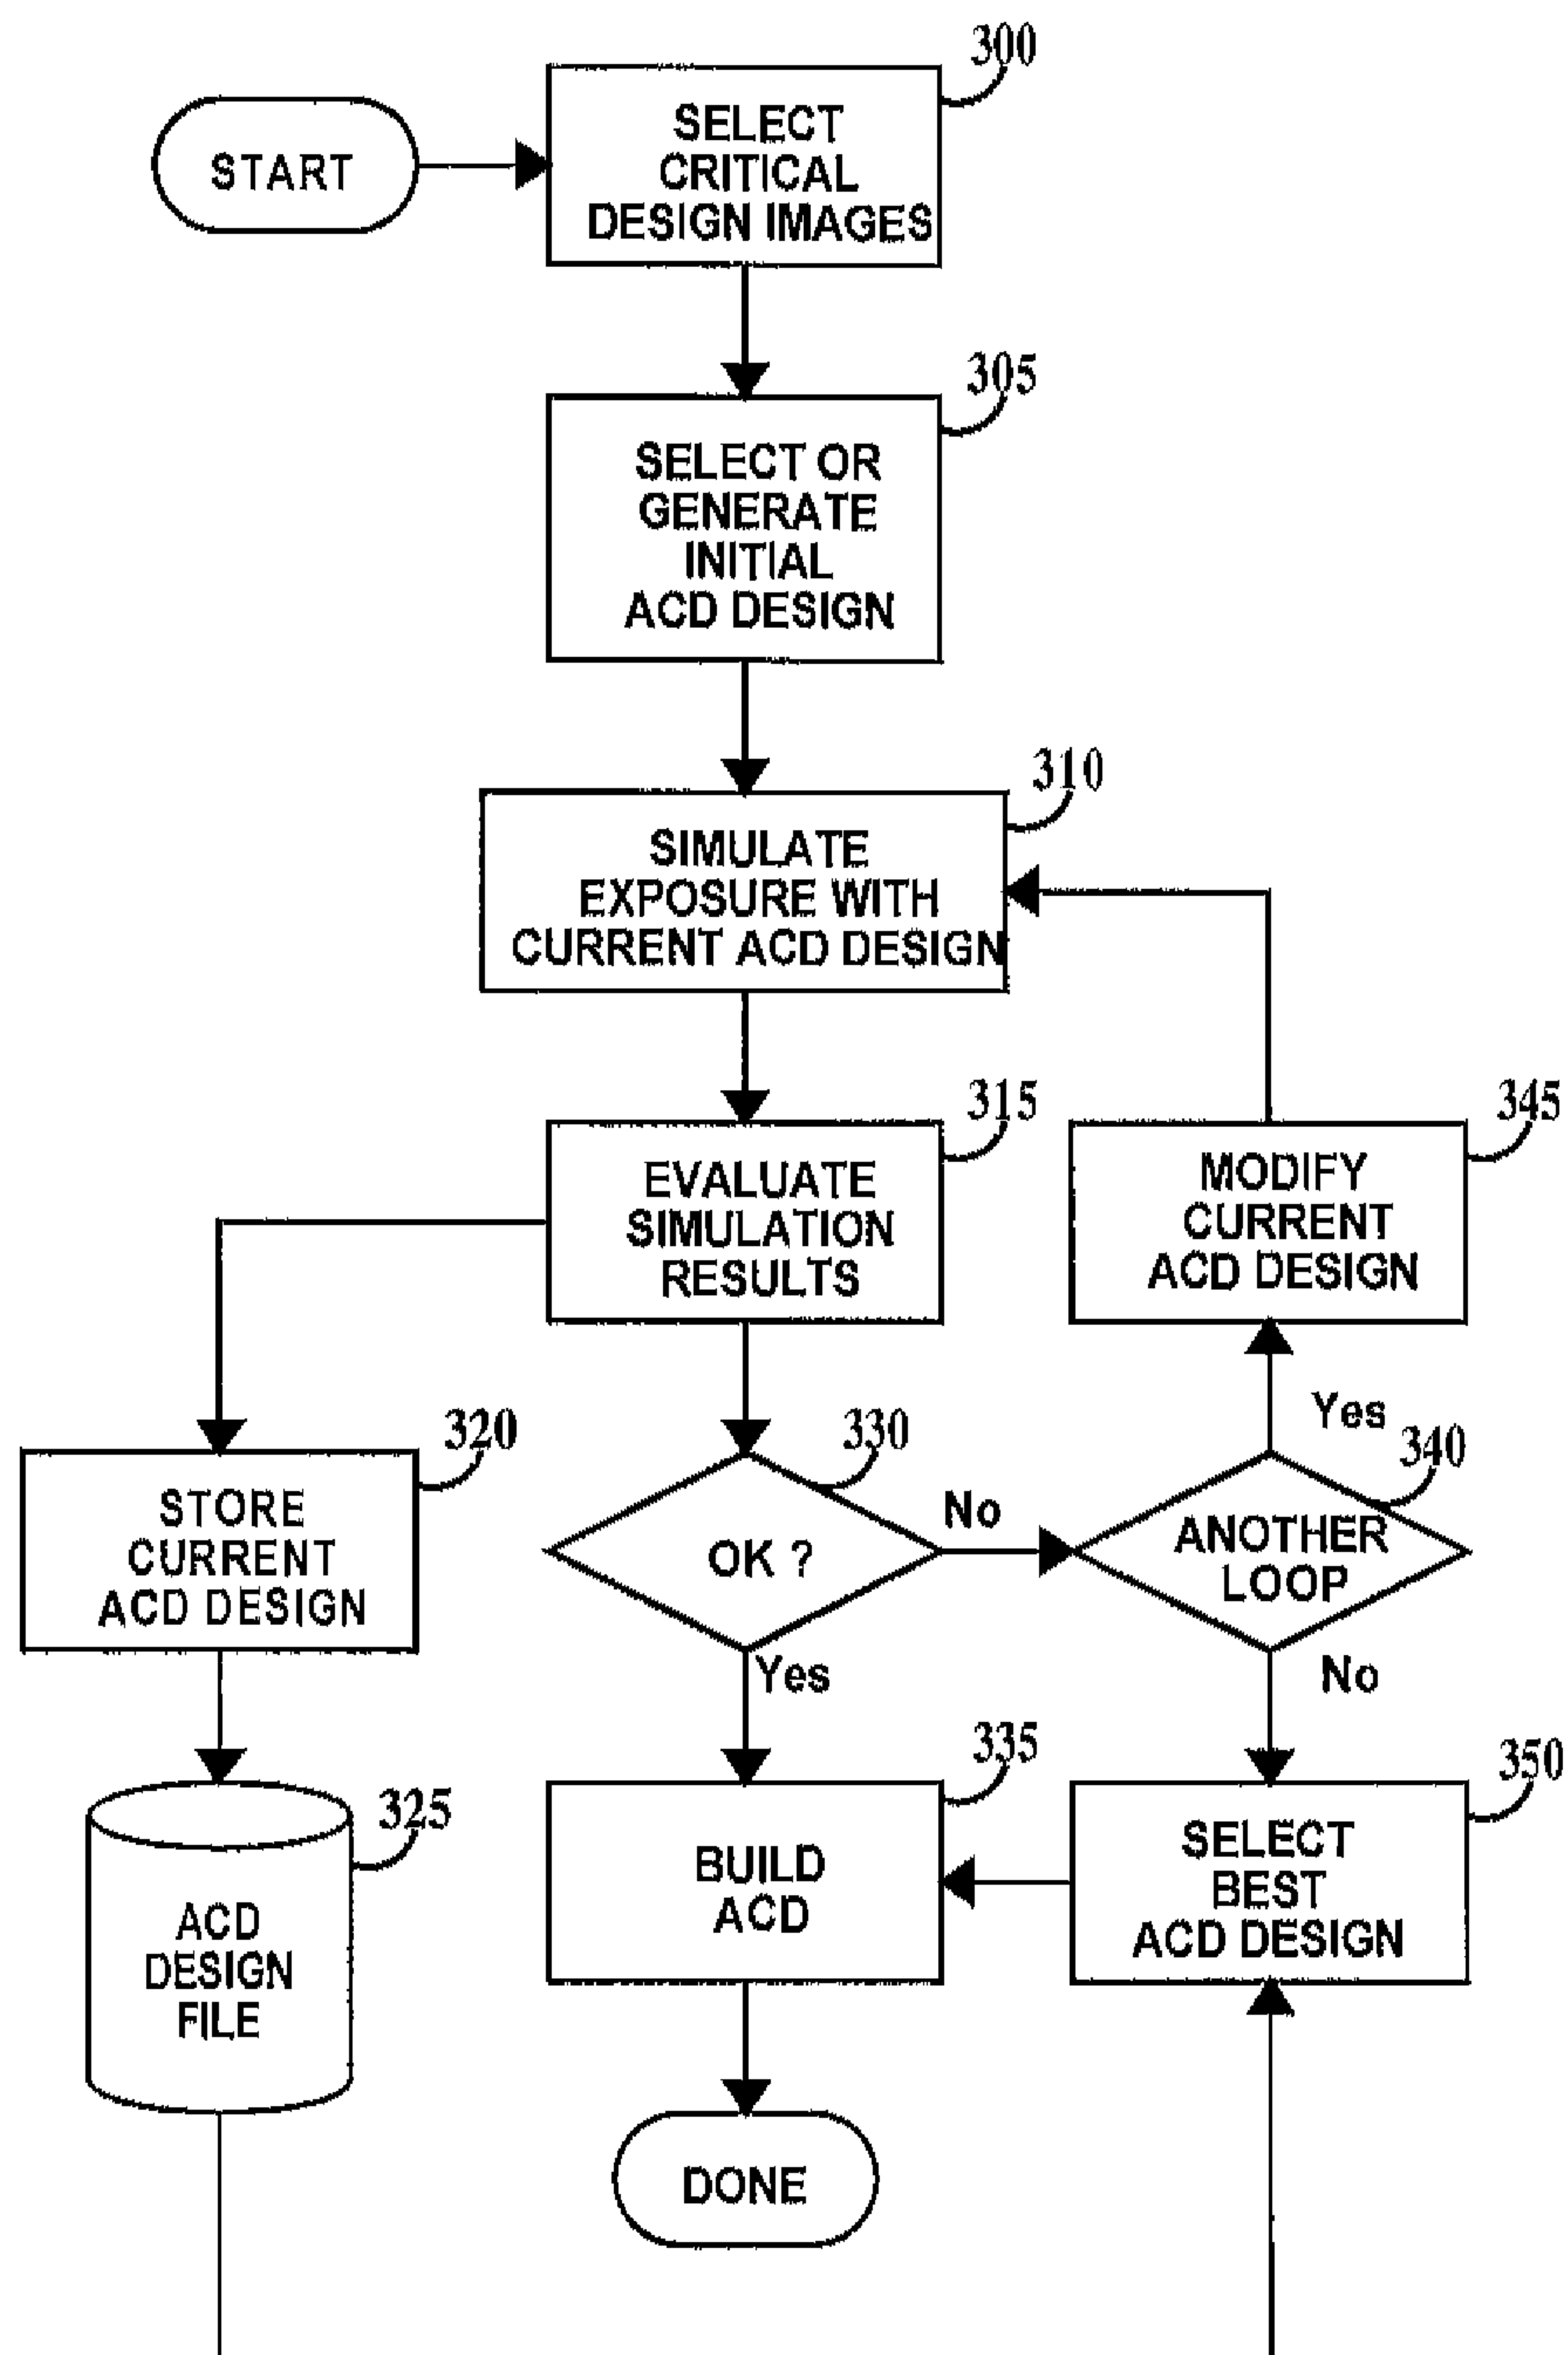 300
START
SELECT
CRITICAL
DESIGN IMAGES
305
SELECT OR
GENERATE
INITIAL
ACD DESIGN
310
SIMULATE
EXPOSURE WITH
CURRENT ACD DESIGN
315
EVALUATE
SIMULATION
RESULTS
345
MODIFY
CURRENT
ACD DESIGN
320
STORE
CURRENT
ACD DESIGN
330
OK ?
No
Yes
340
ANOTHER
LOOP
Yes
No
325
ACD
DESIGN
FILE
335
BUILD
ACD
350
SELECT
BEST
ACD DESIGN
DONE